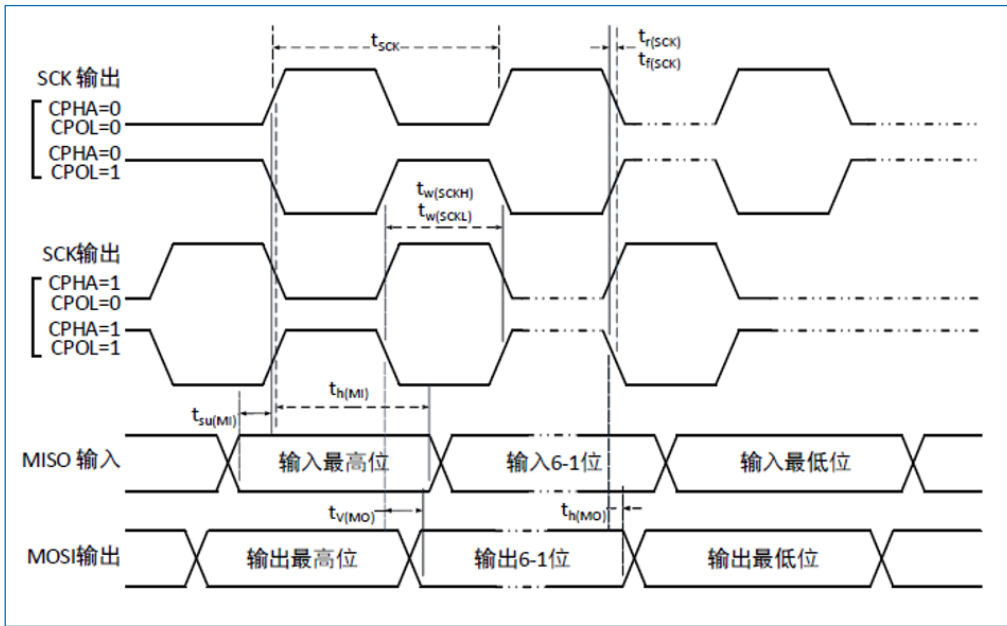 tSCK
tr(SCK)
tf(SCK)
SCK 输出
CPHA=0
CPOL=0
CPHA=0
CPOL=1
tw(SCKH)
tw(SCKL)
SCK输出
CPHA=1
CPOL=0
CPHA=1
CPOL=1
tsu(MI)
th(MI)
MISO 输入
输入最高位
输入6-1位
输入最低位
tV(MO)
th(MO)
MOSI输出
输出最高位
输出6-1位
输出最低位